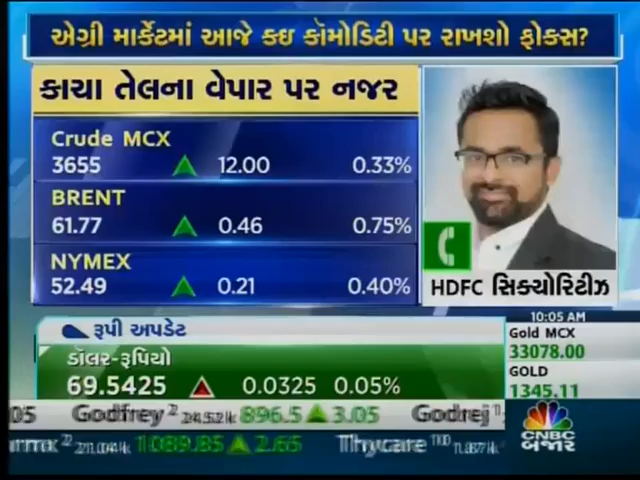 એગ્રી માર્કેટમાં આજે કઇ કૉમોડિટી પર રાખશો ફોકસ?
કાચા તેલના વેપાર પર નજર
Crude MCX
3655 12.00 0.33%
BRENT
61.77 0.46 0.75%
NYMEX
52.49 0.21 0.40%
HDFC સિક્યોરિટીઝ
10:05 AM
રૂપી અપડેટ
ડૉલર-રૂપિયો
69.5425 0.0325 0.05%
Gold MCX
33078.00
GOLD
1345.11
Godfrey 896.5 3.05 Godrej
1089.85 2.65 Thycare
CNBC
બજાર